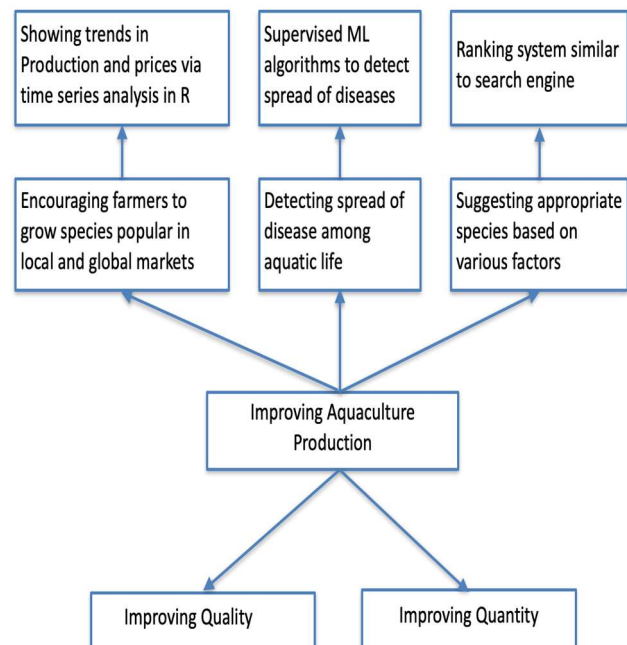 Showing trends in
Production and prices via
time series analysis in R
Supervised ML
algorithms to detect
spread of diseases
Ranking system similar
to search engine
Encouraging farmers to
grow species popular in
local and global markets
Detecting spread of
disease among
aquatic life
Suggesting appropriate
species based on
various factors
Improving Aquaculture
Production
Improving Quality
Improving Quantity